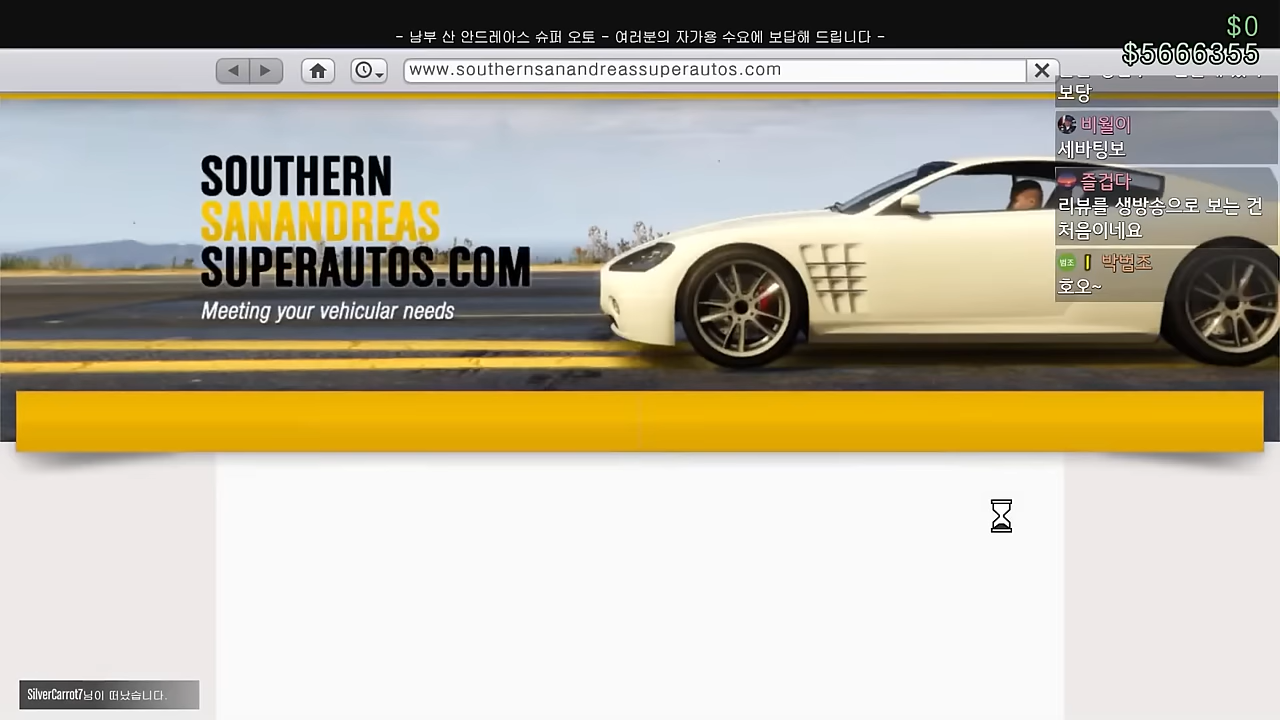 - 남부 산 안드레아스 슈퍼 오토 - 여러분의 자가용 수요에 보답해 드립니다 -
$0
$5666355
www.southernsanandreassuperautos.com
보당
비월이
세바팅보
즐겁다
리뷰를 생방송으로 보는 건
처음이네요
범조 박범조
호오~
SOUTHERN
SANANDREAS
SUPERAUTOS.COM
Meeting your vehicular needs
SilverCarrot7님이 떠났습니다.